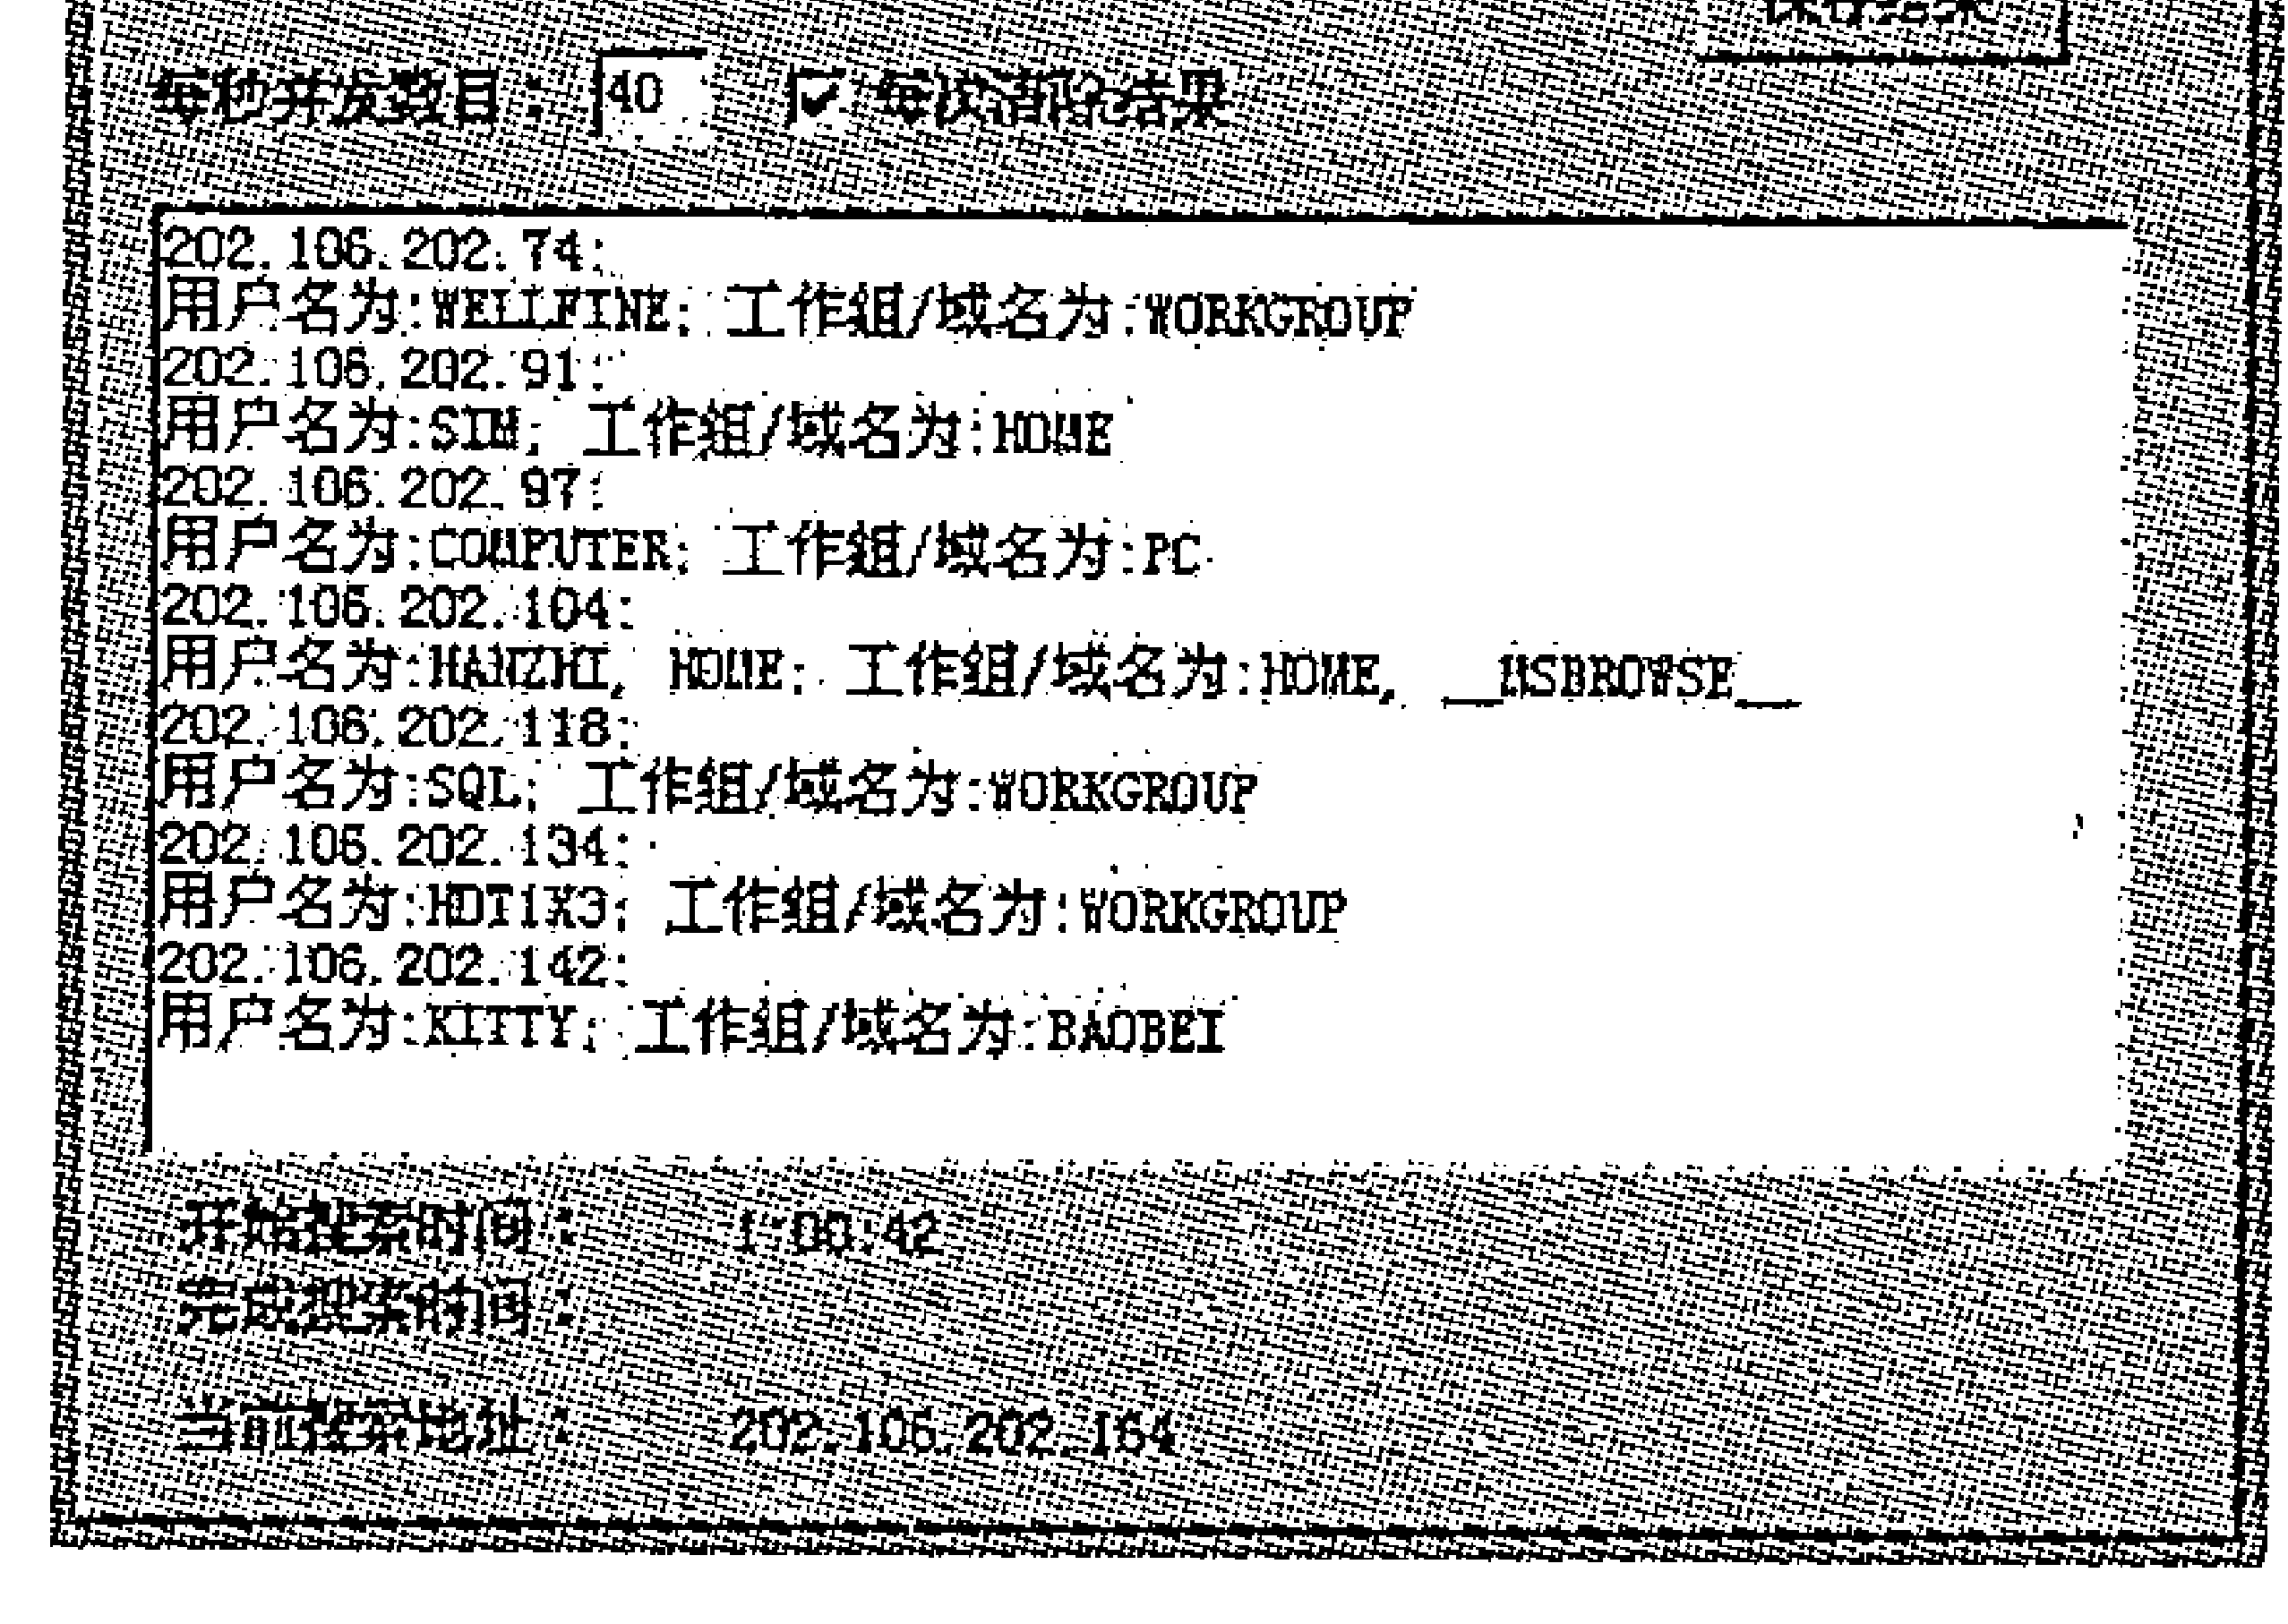 保存结果
每秒并发数目： 40 每次清除结果
202.106.202.74:
用户名为:WELLFINE; 工作组/域名为:WORKGROUP
202.106.202.91:
用户名为:SIM; 工作组/域名为:HOME
202.106.202.97:
用户名为:COMPUTER; 工作组/域名为:PC
202.106.202.104:
用户名为:HANZHI, HOME; 工作组/域名为:HOME, __MSBROWSE__
202.106.202.118:
用户名为:SQL; 工作组/域名为:WORKGROUP
202.106.202.134:
用户名为:HDT1X3; 工作组/域名为:WORKGROUP
202.106.202.142:
用户名为:KITTY; 工作组/域名为:BAOBEI
开始搜索时间： 1:00:42
完成搜索时间：
当前搜索地址： 202.106.202.164